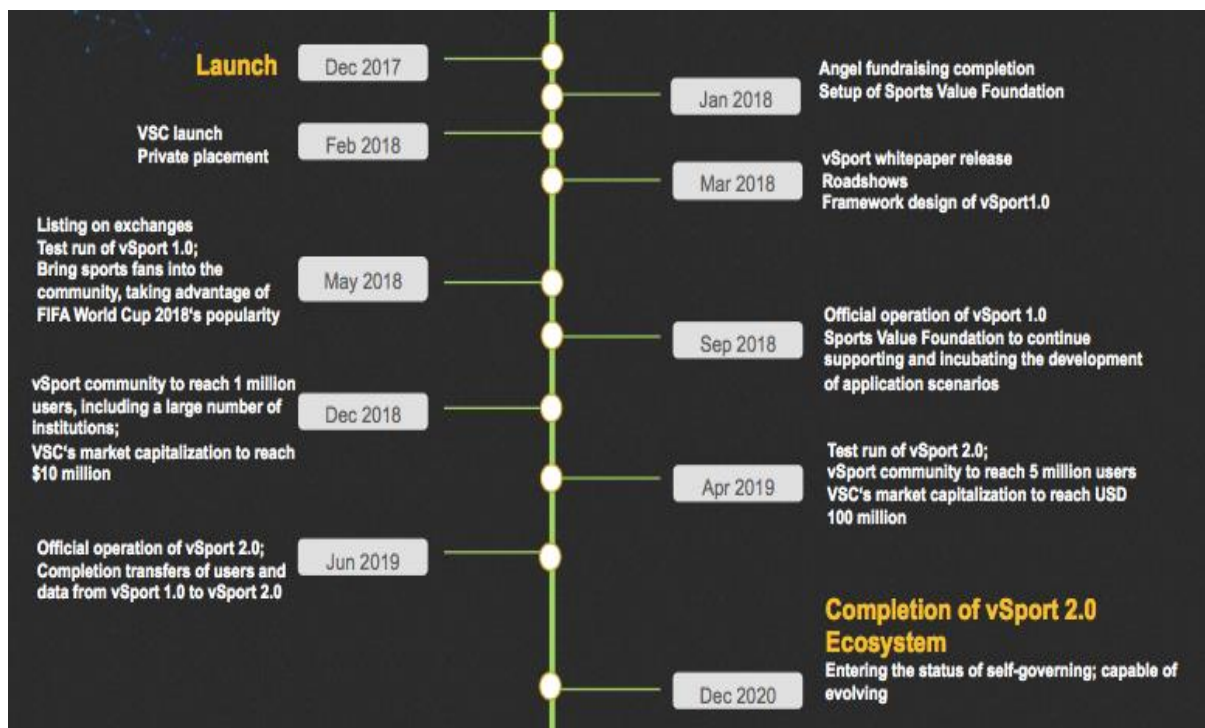 Launch
Dec 2017
Angel fundraising completion
Setup of Sports Value Foundation
Jan 2018
VSC launch
Private placement
Feb 2018
vSport whitepaper release
Roadshows
Framework design of vSport1.0
Mar 2018
Listing on exchanges
Test run of vSport 1.0;
Bring sports fans into the
community, taking advantage of
FIFA World Cup 2018's popularity
May 2018
Official operation of vSport 1.0
Sports Value Foundation to continue
supporting and incubating the development
of application scenarios
Sep 2018
vSport community to reach 1 million
users, including a large number of
institutions;
VSC's market capitalization to reach
$10 million
Dec 2018
Test run of vSport 2.0;
vSport community to reach 5 million users
VSC's market capitalization to reach USD
100 million
Apr 2019
Official operation of vSport 2.0;
Completion transfers of users and
data from vSport 1.0 to vSport 2.0
Jun 2019
Completion of vSport 2.0
Ecosystem
Entering the status of self-governing; capable of
evolving
Dec 2020